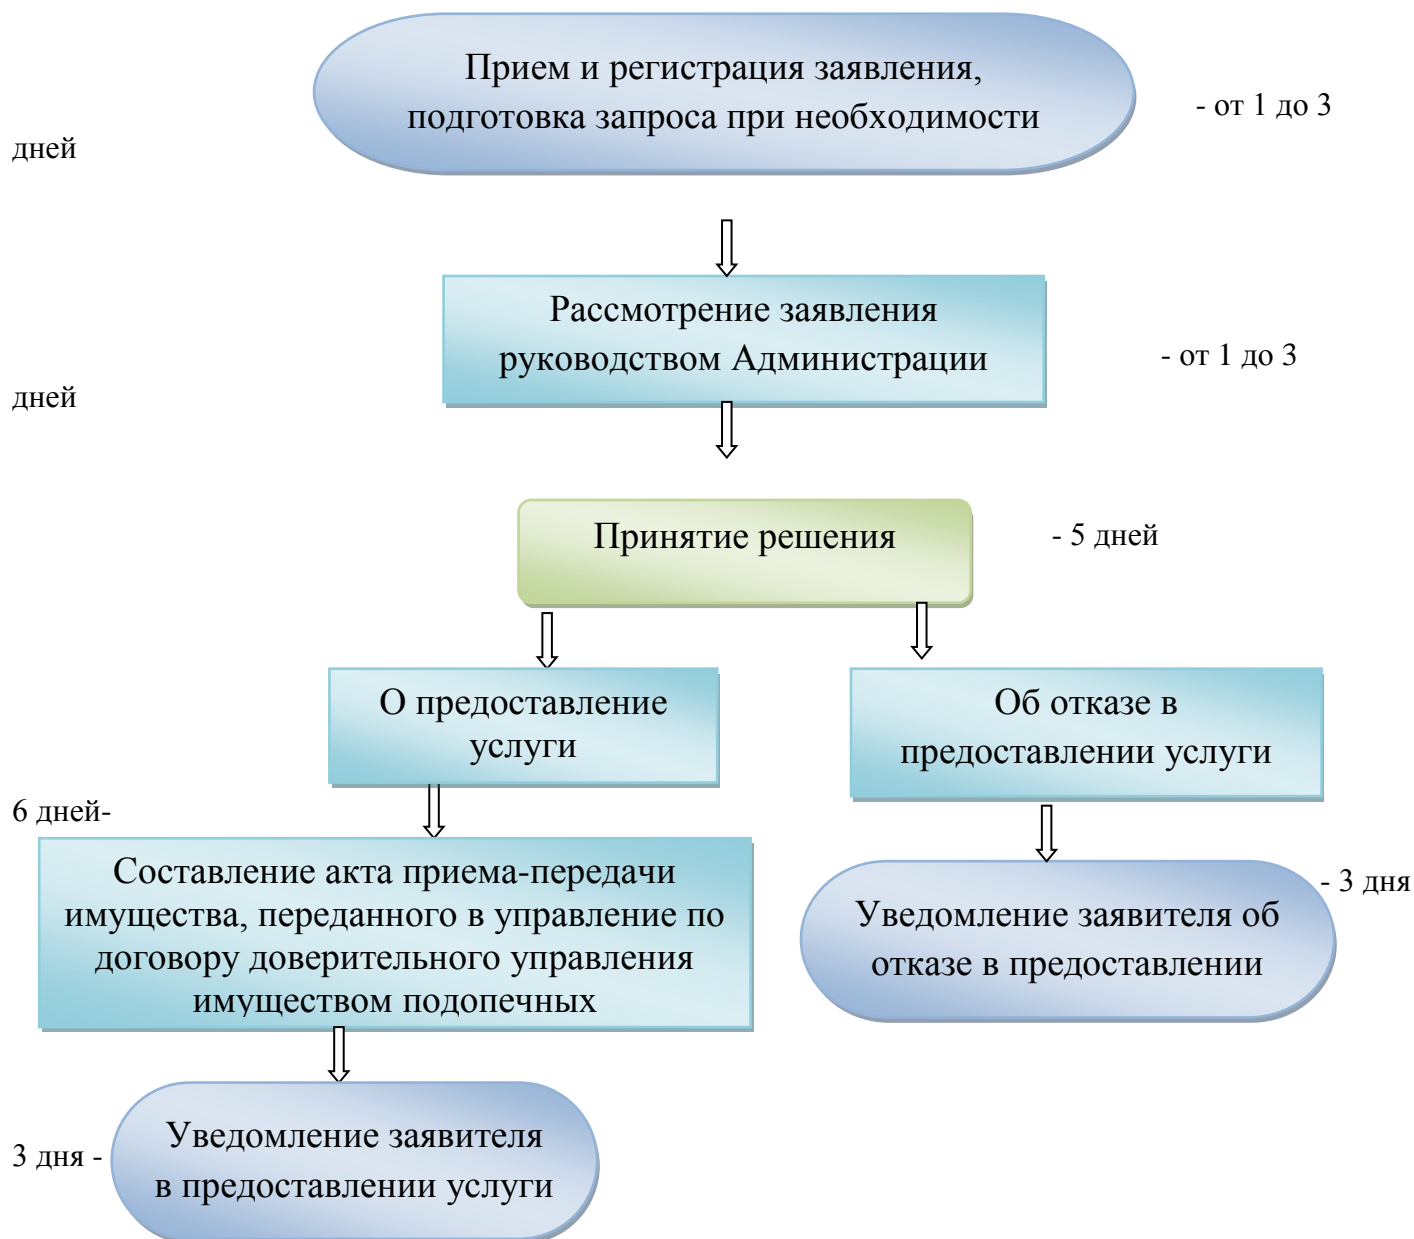 Прием и регистрация заявления,
подготовка запроса при необходимости
- от 1 до 3
дней
Рассмотрение заявления
руководством Администрации
- от 1 до 3
дней
Принятие решения
- 5 дней
О предоставление
услуги
Об отказе в
предоставлении услуги
6 дней-
Составление акта приема-передачи
имущества, переданного в управление по
договору доверительного управления
имуществом подопечных
- 3 дня
Уведомление заявителя об
отказе в предоставлении
3 дня -
Уведомление заявителя
в предоставлении услуги